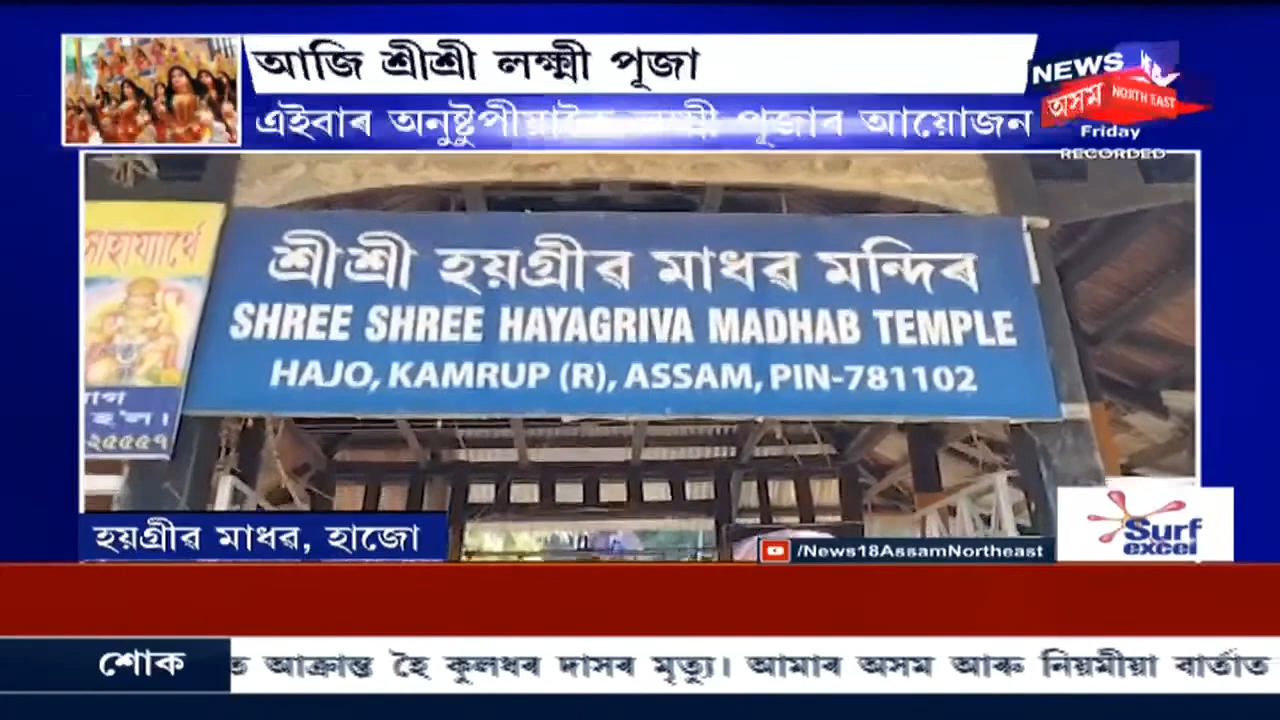 আজি শ্ৰীশ্ৰী লক্ষ্মী পূজা
এইবাৰ অনুষ্টুপীয়াকৈ লক্ষ্মী পূজাৰ আয়োজন
NEWS
অসম NORTH EAST
Friday
RECORDED
সাহায্যাৰ্থে
শ্ৰীশ্ৰী হয়গ্ৰীৱ মাধৱ মন্দিৰ
SHREE SHREE HAYAGRIVA MADHAB TEMPLE
HAJO, KAMRUP (R), ASSAM, PIN-781102
হ'ল।
২৫৫৫৭
হয়গ্ৰীৱ মাধৱ, হাজো
/News18AssamNortheast
Surf excel
শোক
আক্ৰান্ত হৈ কুলধৰ দাসৰ মৃত্যু। আমাৰ অসম আৰু নিয়মীয়া বাৰ্তাত